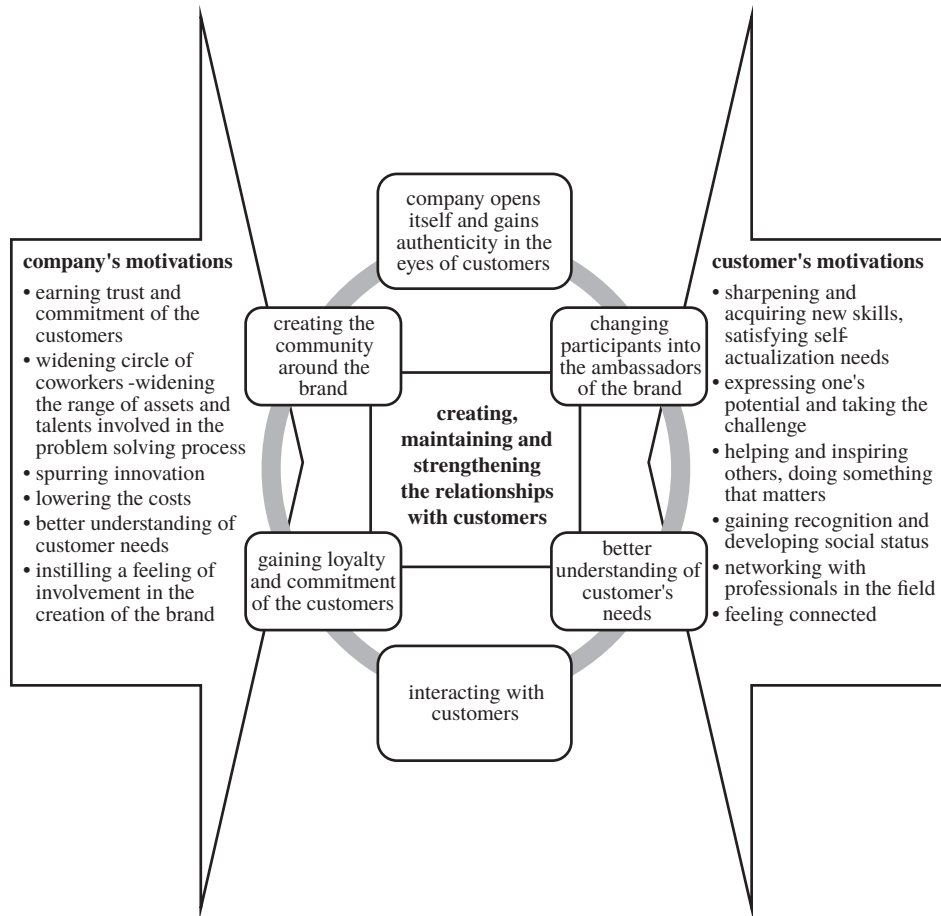 company opens
itself and gains
authenticity in the
eyes of customers
company's motivations
• earning trust and
commitment of the
customers
• widening circle of
coworkers -widening
the range of assets and
talents involved in the
problem solving process
• spurring innovation
• lowering the costs
• better understanding of
customer needs
• instilling a feeling of
involvement in the
creation of the brand
creating the
community
around the
brand
changing
participants into
the ambassadors
of the brand
creating,
maintaining and
strengthening
the relationships
with customers
gaining loyalty
and commitment
of the customers
better
understanding of
customer's
needs
interacting with
customers
customer's motivations
• sharpening and
acquiring new skills,
satisfying self-
actualization needs
• expressing one's
potential and taking the
challenge
• helping and inspiring
others, doing something
that matters
• gaining recognition and
developing social status
• networking with
professionals in the field
• feeling connected